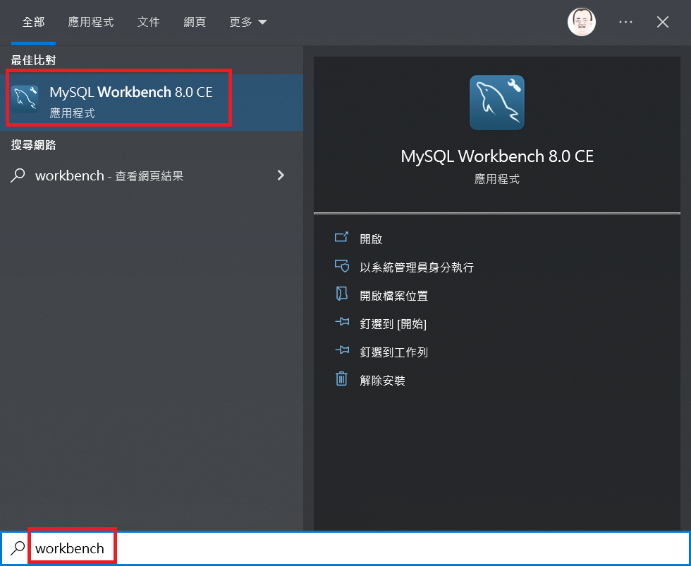 全部 應用程式 文件 網頁 更多
最佳比對
MySQL Workbench 8.0 CE
應用程式
搜尋網路
workbench - 查看網頁結果
MySQL Workbench 8.0 CE
應用程式
開啟
以系統管理員身分執行
開啟檔案位置
釘選到 [開始]
釘選到工作列
解除安裝
workbench